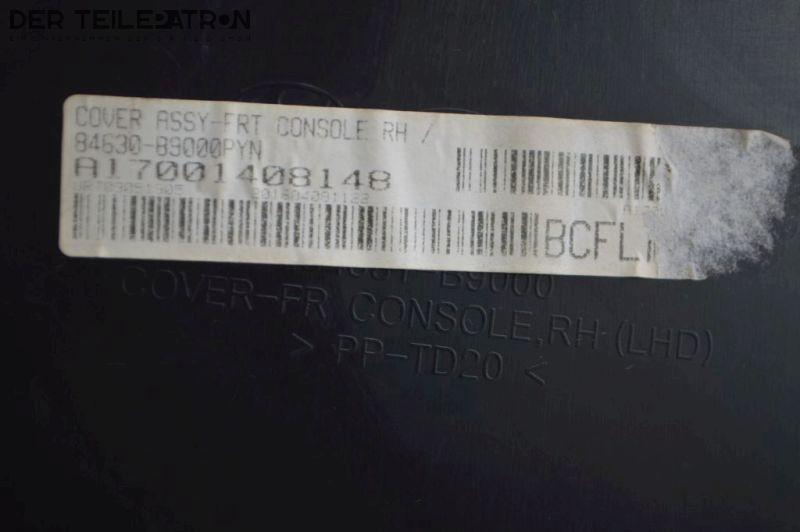 DER TEILEPATRON
COVER ASSY-FRT CONSOLE RH /
84630-B9000PYN
A17001408148
BCFL
B9000
COVER-FR CONSOLE,RH (LHD)
> PP-TD20 <